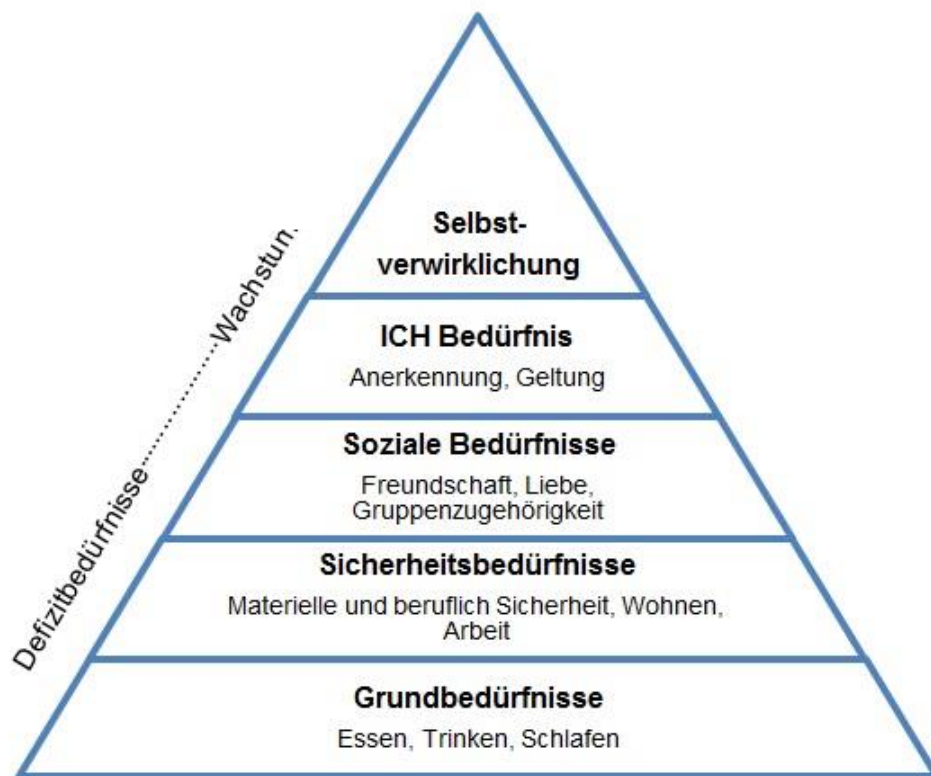 Selbst-
verwirklichung
ICH Bedürfnis
Anerkennung, Geltung
Soziale Bedürfnisse
Freundschaft, Liebe,
Gruppenzugehörigkeit
Sicherheitsbedürfnisse
Materielle und beruflich Sicherheit, Wohnen,
Arbeit
Grundbedürfnisse
Essen, Trinken, Schlafen
Defizitbedürfnisse............Wachstun.